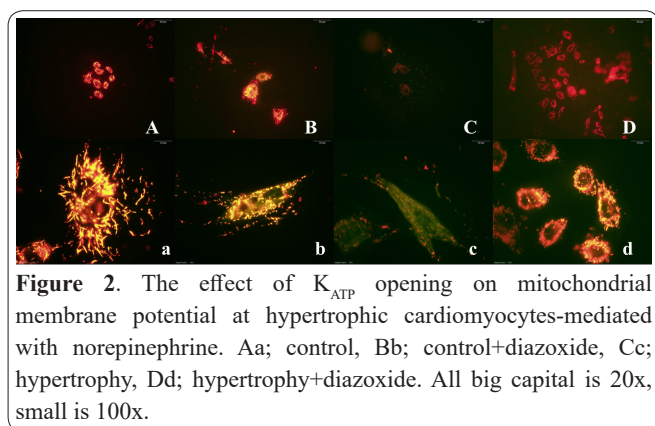 A B C D
a b c d
Figure 2. The effect of K_ATP opening on mitochondrial
membrane potential at hypertrophic cardiomyocytes-mediated
with norepinephrine. Aa; control, Bb; control+diazoxide, Cc;
hypertrophy, Dd; hypertrophy+diazoxide. All big capital is 20x,
small is 100x.